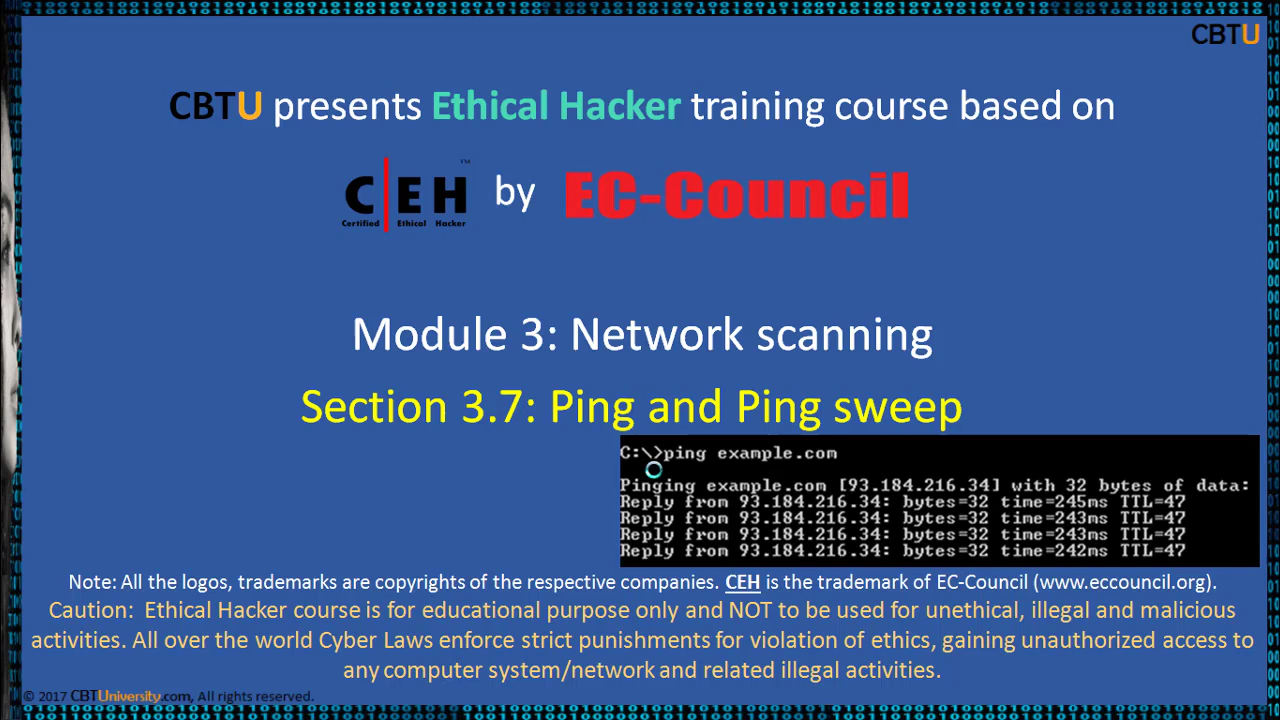 CBTU
CBTU presents Ethical Hacker training course based on
C|EH™ by EC-Council
Certified Ethical Hacker
Module 3: Network scanning
Section 3.7: Ping and Ping sweep
C:\>ping example.com
Pinging example.com [93.184.216.34] with 32 bytes of data:
Reply from 93.184.216.34: bytes=32 time=245ms TTL=47
Reply from 93.184.216.34: bytes=32 time=243ms TTL=47
Reply from 93.184.216.34: bytes=32 time=243ms TTL=47
Reply from 93.184.216.34: bytes=32 time=242ms TTL=47
Note: All the logos, trademarks are copyrights of the respective companies. CEH is the trademark of EC-Council (www.eccouncil.org).
Caution: Ethical Hacker course is for educational purpose only and NOT to be used for unethical, illegal and malicious
activities. All over the world Cyber Laws enforce strict punishments for violation of ethics, gaining unauthorized access to
any computer system/network and related illegal activities.
© 2017 CBTUniversity.com, All rights reserved.